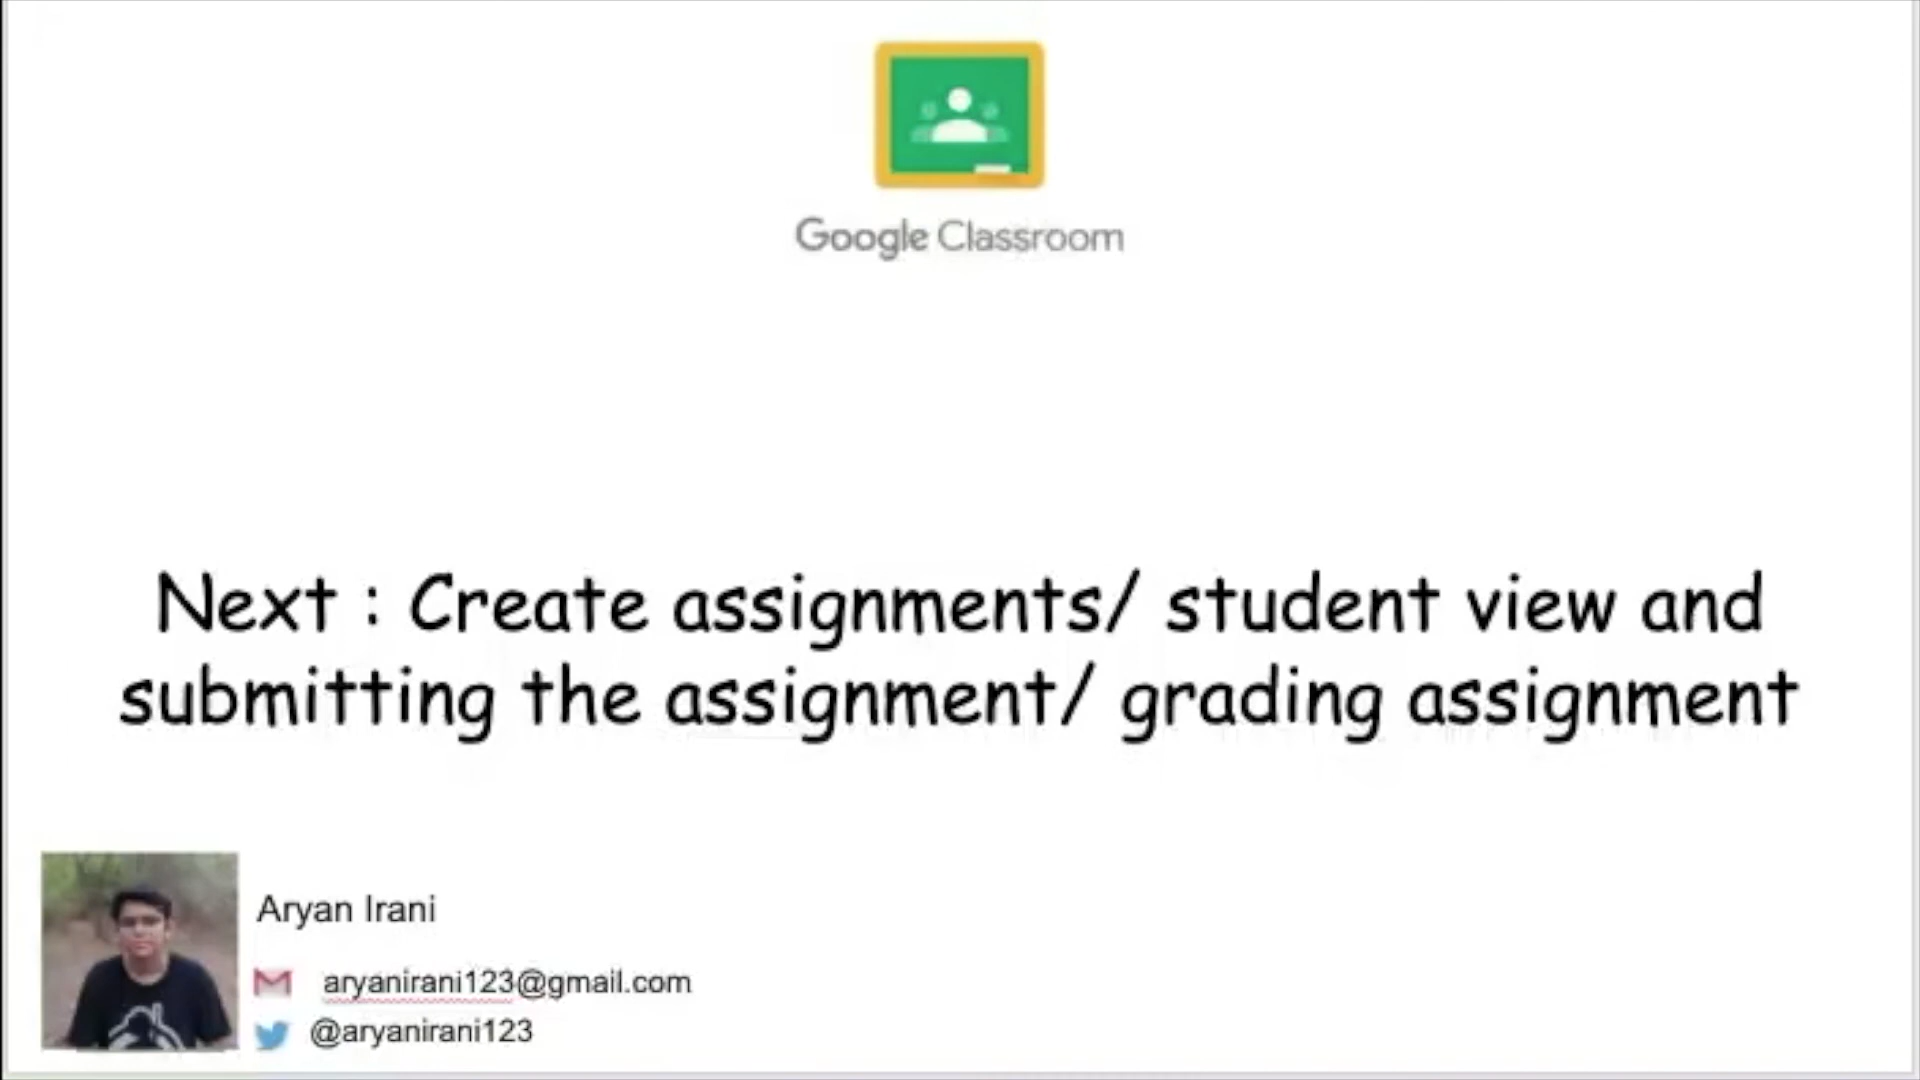 Google Classroom
Next : Create assignments/ student view and
submitting the assignment/ grading assignment
Aryan Irani
aryanirani123@gmail.com
@aryanirani123